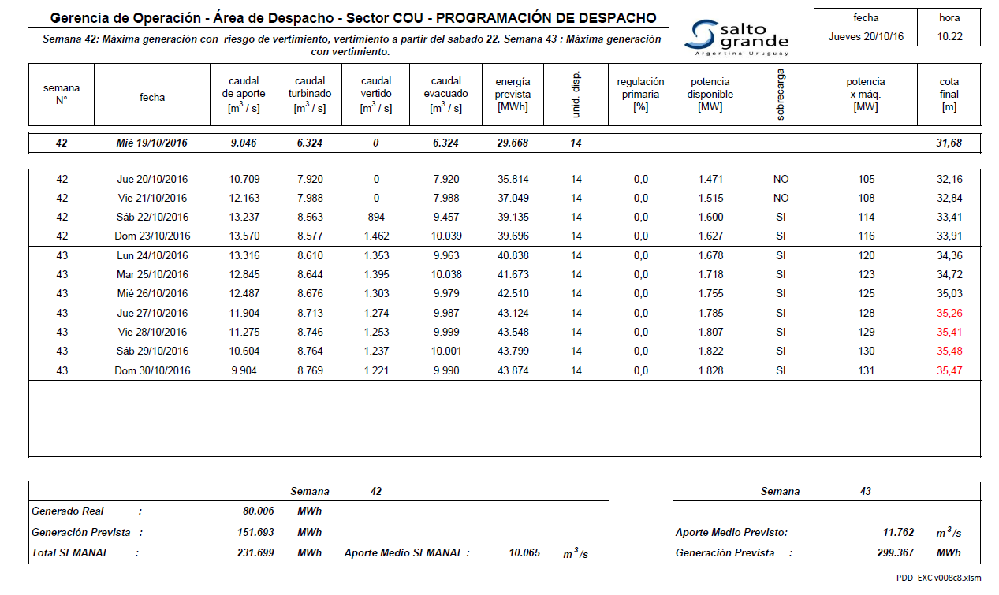 Gerencia de Operación - Área de Despacho - Sector COU - PROGRAMACIÓN DE DESPACHO
Semana 42: Máxima generación con riesgo de vertimiento, vertimiento a partir del sabado 22. Semana 43 : Máxima generación
con vertimiento.
salto
grande
Argentina-Uruguay
fecha hora
Jueves 20/10/16 10:22
semana N° fecha caudal de aporte [m³ / s] caudal turbinado [m³ / s] caudal vertido [m³ / s] caudal evacuado [m³ / s] energía prevista [MWh] unid. disp. regulación primaria [%] potencia disponible [MW] sobrecarga potencia x máq. [MW] cota final [m]
42 Mié 19/10/2016 9.046 6.324 0 6.324 29.668 14 31,68
42 Jue 20/10/2016 10.709 7.920 0 7.920 35.814 14 0,0 1.471 NO 105 32,16
42 Vie 21/10/2016 12.163 7.988 0 7.988 37.049 14 0,0 1.515 NO 108 32,84
42 Sáb 22/10/2016 13.237 8.563 894 9.457 39.135 14 0,0 1.600 SI 114 33,41
42 Dom 23/10/2016 13.570 8.577 1.462 10.039 39.696 14 0,0 1.627 SI 116 33,91
43 Lun 24/10/2016 13.316 8.610 1.353 9.963 40.838 14 0,0 1.678 SI 120 34,36
43 Mar 25/10/2016 12.845 8.644 1.395 10.038 41.673 14 0,0 1.718 SI 123 34,72
43 Mié 26/10/2016 12.487 8.676 1.303 9.979 42.510 14 0,0 1.755 SI 125 35,03
43 Jue 27/10/2016 11.904 8.713 1.274 9.987 43.124 14 0,0 1.785 SI 128 35,26
43 Vie 28/10/2016 11.275 8.746 1.253 9.999 43.548 14 0,0 1.807 SI 129 35,41
43 Sáb 29/10/2016 10.604 8.764 1.237 10.001 43.799 14 0,0 1.822 SI 130 35,48
43 Dom 30/10/2016 9.904 8.769 1.221 9.990 43.874 14 0,0 1.828 SI 131 35,47
Semana 42 Semana 43
Generado Real : 80.006 MWh
Generación Prevista : 151.693 MWh Aporte Medio Previsto: 11.762 m³/s
Total SEMANAL : 231.699 MWh Aporte Medio SEMANAL : 10.065 m³/s Generación Prevista : 299.367 MWh
PDD_EXC v008c8.xlsm